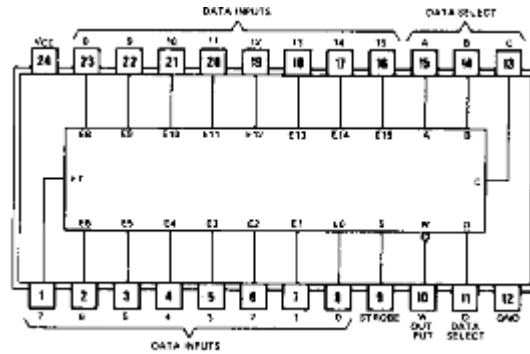 DATA INPUTS DATA SELECT
VCC 8 9 10 11 12 13 14 15 A B C
24 23 22 21 20 19 18 17 16 15 14 13
E8 E9 E10 E11 E12 E13 E14 E15 A B
E7 C
E6 E5 E4 E3 E2 E1 E0 S W D
1 2 3 4 5 6 7 8 9 10 11 12
7 6 5 4 3 2 1 0 STROBE W D GND
OUT DATA
PUT SELECT
DATA INPUTS